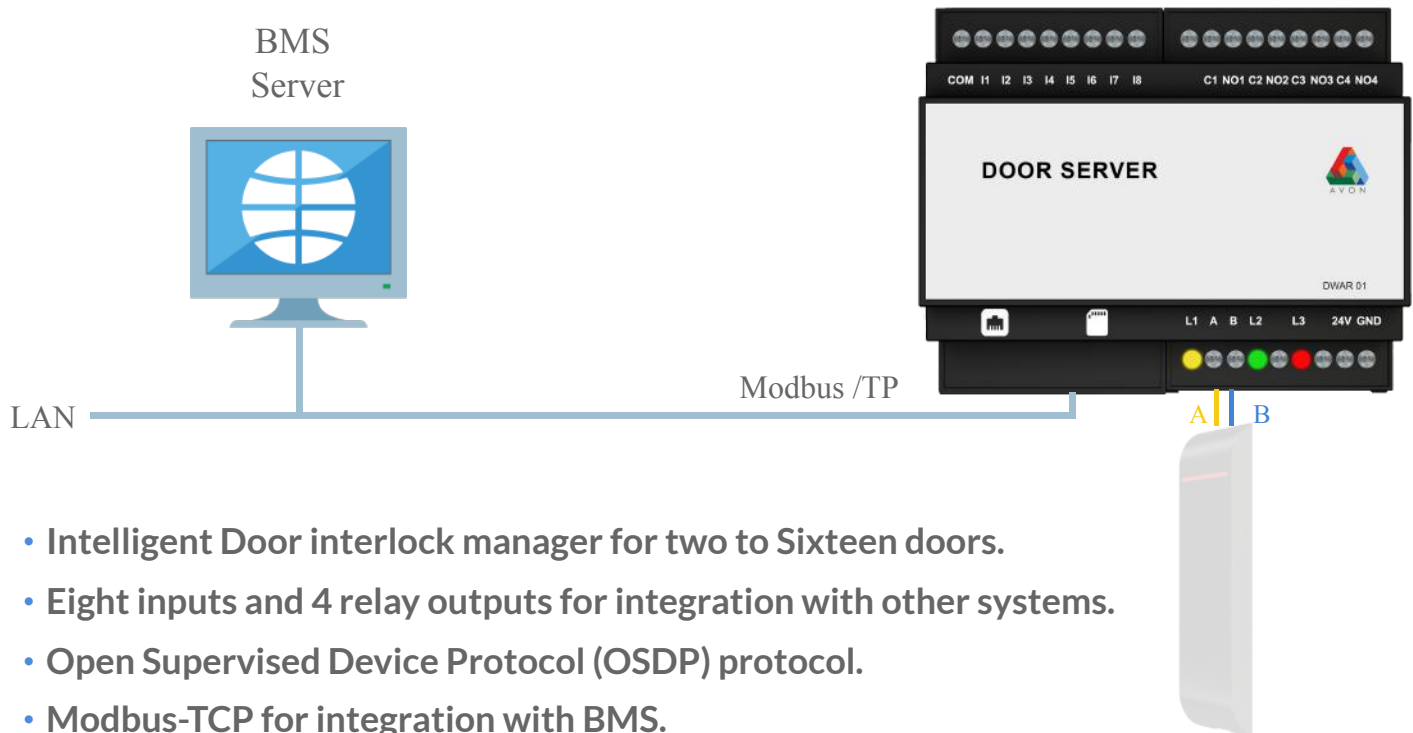 BMS
Server
COM I1 I2 I3 I4 I5 I6 I7 I8
C1 NO1 C2 NO2 C3 NO3 C4 NO4
DOOR SERVER
AVON
DWAR 01
L1 A B L2 L3 24V GND
Modbus /TP
LAN
A B
• Intelligent Door interlock manager for two to Sixteen doors.
• Eight inputs and 4 relay outputs for integration with other systems.
• Open Supervised Device Protocol (OSDP) protocol.
• Modbus-TCP for integration with BMS.